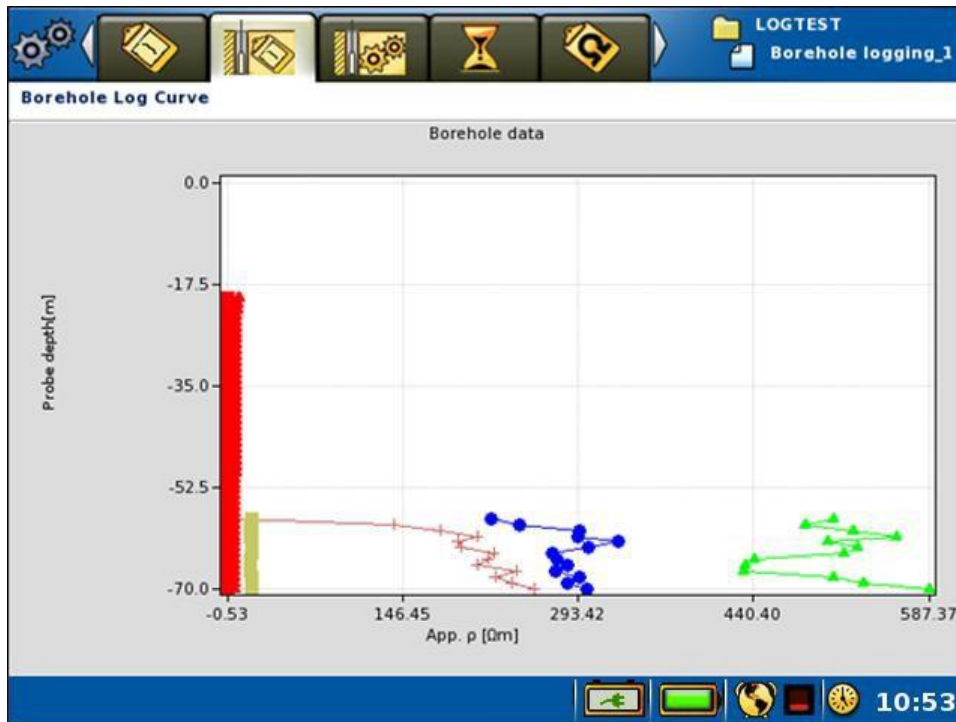 LOGTEST
Borehole logging_1
Borehole Log Curve
Borehole data
0.0
-17.5
-35.0
-52.5
-70.0
Probe depth[m]
-0.53 146.45 293.42 440.40 587.37
App. ρ [Ωm]
10:53